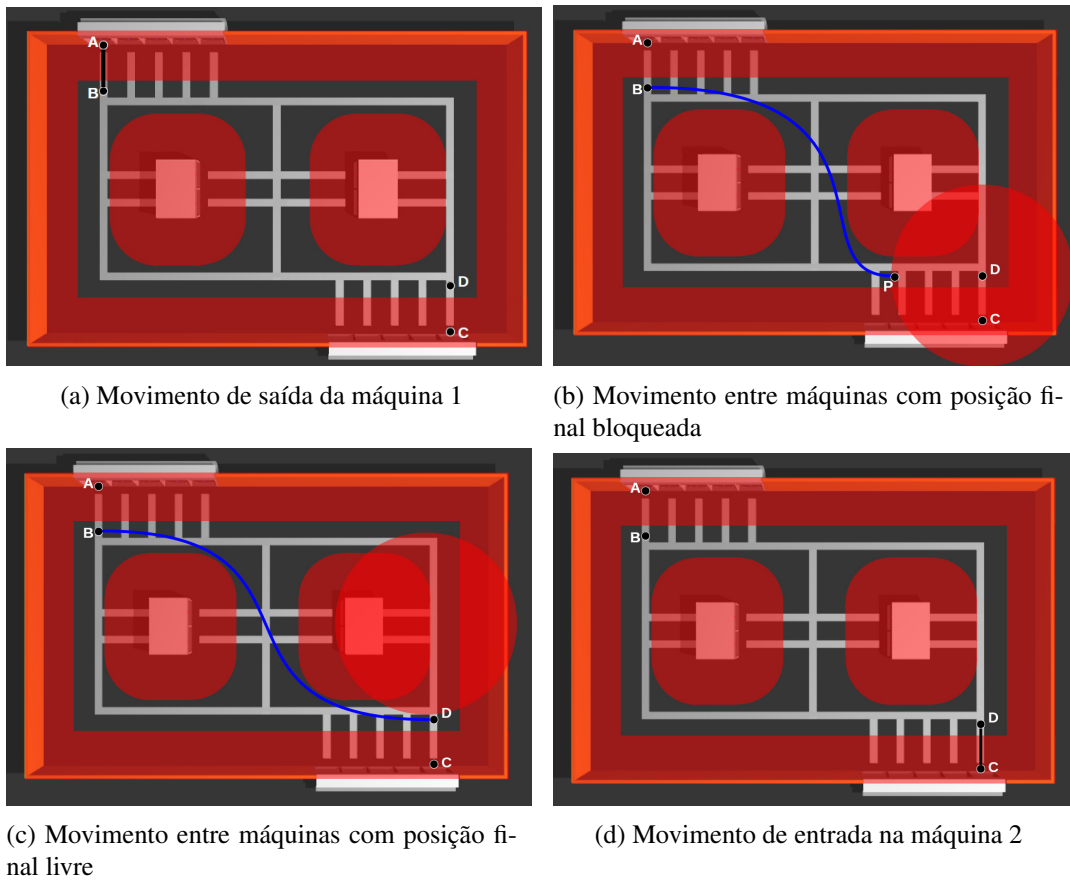 A
B
D
C
(a) Movimento de saída da máquina 1
A
B
P
D
C
(b) Movimento entre máquinas com posição fi-
nal bloqueada
A
B
D
C
(c) Movimento entre máquinas com posição fi-
nal livre
A
B
D
C
(d) Movimento de entrada na máquina 2